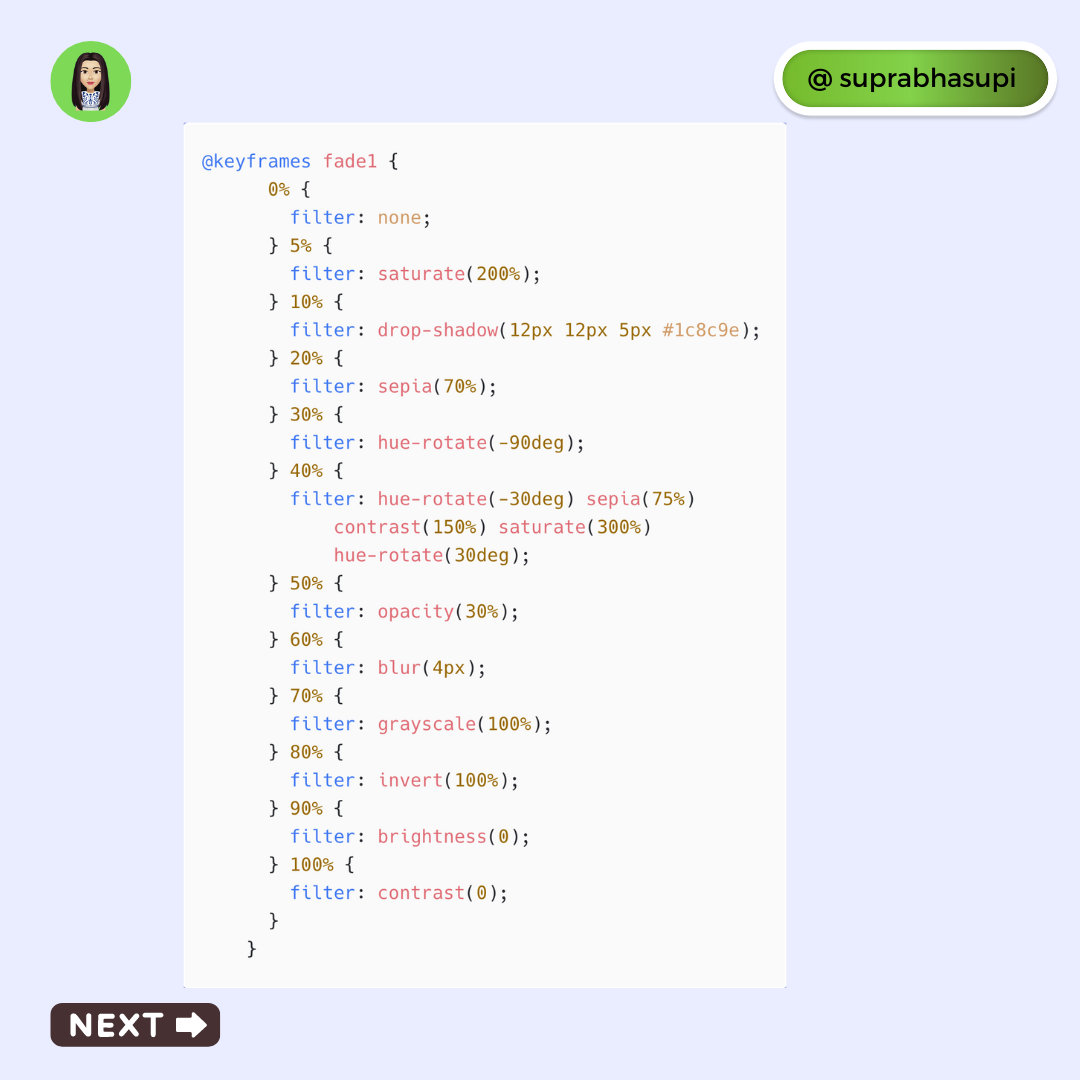 @ suprabhasupi
@keyframes fade1 {
0% {
filter: none;
} 5% {
filter: saturate(200%);
} 10% {
filter: drop-shadow(12px 12px 5px #1c8c9e);
} 20% {
filter: sepia(70%);
} 30% {
filter: hue-rotate(-90deg);
} 40% {
filter: hue-rotate(-30deg) sepia(75%)
contrast(150%) saturate(300%)
hue-rotate(30deg);
} 50% {
filter: opacity(30%);
} 60% {
filter: blur(4px);
} 70% {
filter: grayscale(100%);
} 80% {
filter: invert(100%);
} 90% {
filter: brightness(0);
} 100% {
filter: contrast(0);
}
}
NEXT